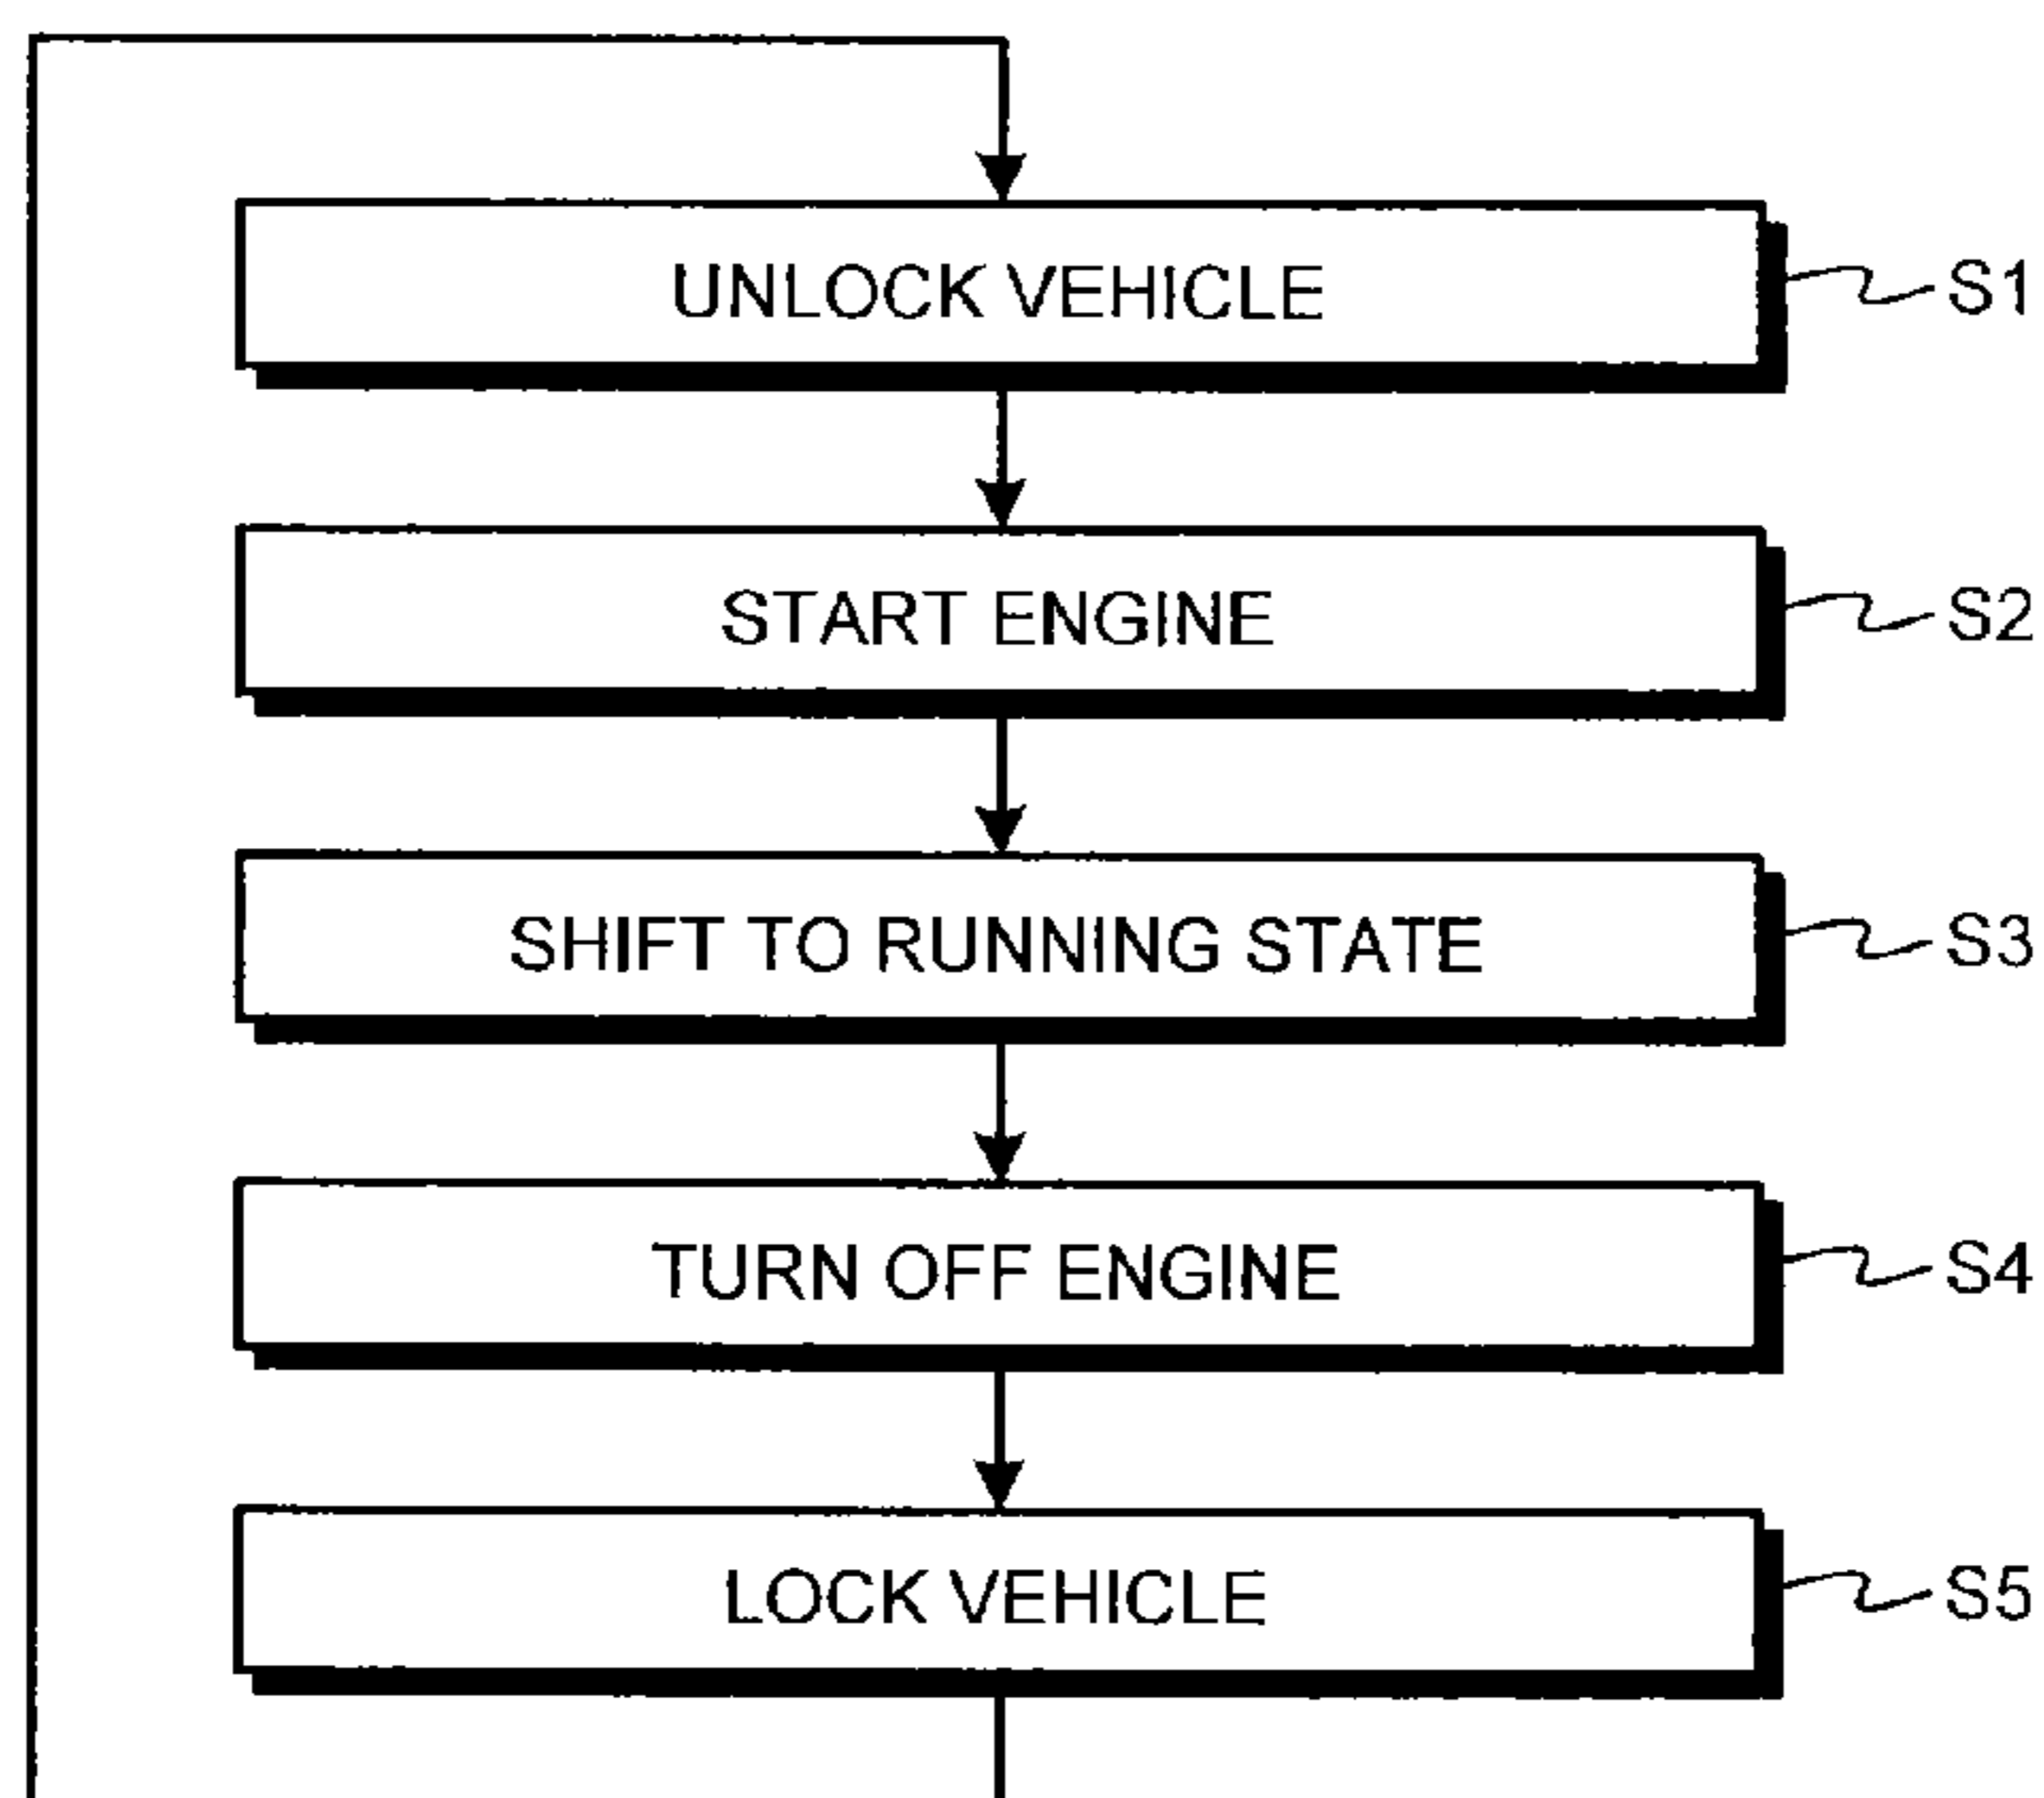 UNLOCK VEHICLE S1
START ENGINE S2
SHIFT TO RUNNING STATE S3
TURN OFF ENGINE S4
LOCK VEHICLE S5